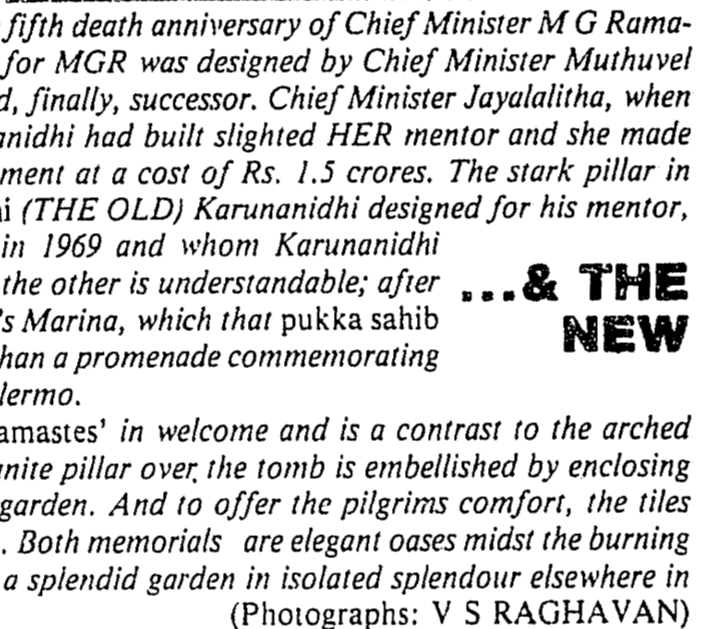 fifth death anniversary of Chief Minister M G Rama-
for MGR was designed by Chief Minister Muthuvel
d, finally, successor. Chief Minister Jayalalitha, when
anidhi had built slighted HER mentor and she made
ment at a cost of Rs. 1.5 crores. The stark pillar in
i (THE OLD) Karunanidhi designed for his mentor,
in 1969 and whom Karunanidhi
the other is understandable; after
's Marina, which that pukka sahib
han a promenade commemorating
lermo.
...& THE
NEW
amastes' in welcome and is a contrast to the arched
nite pillar over the tomb is embellished by enclosing
garden. And to offer the pilgrims comfort, the tiles
. Both memorials are elegant oases midst the burning
a splendid garden in isolated splendour elsewhere in
(Photographs: V S RAGHAVAN)